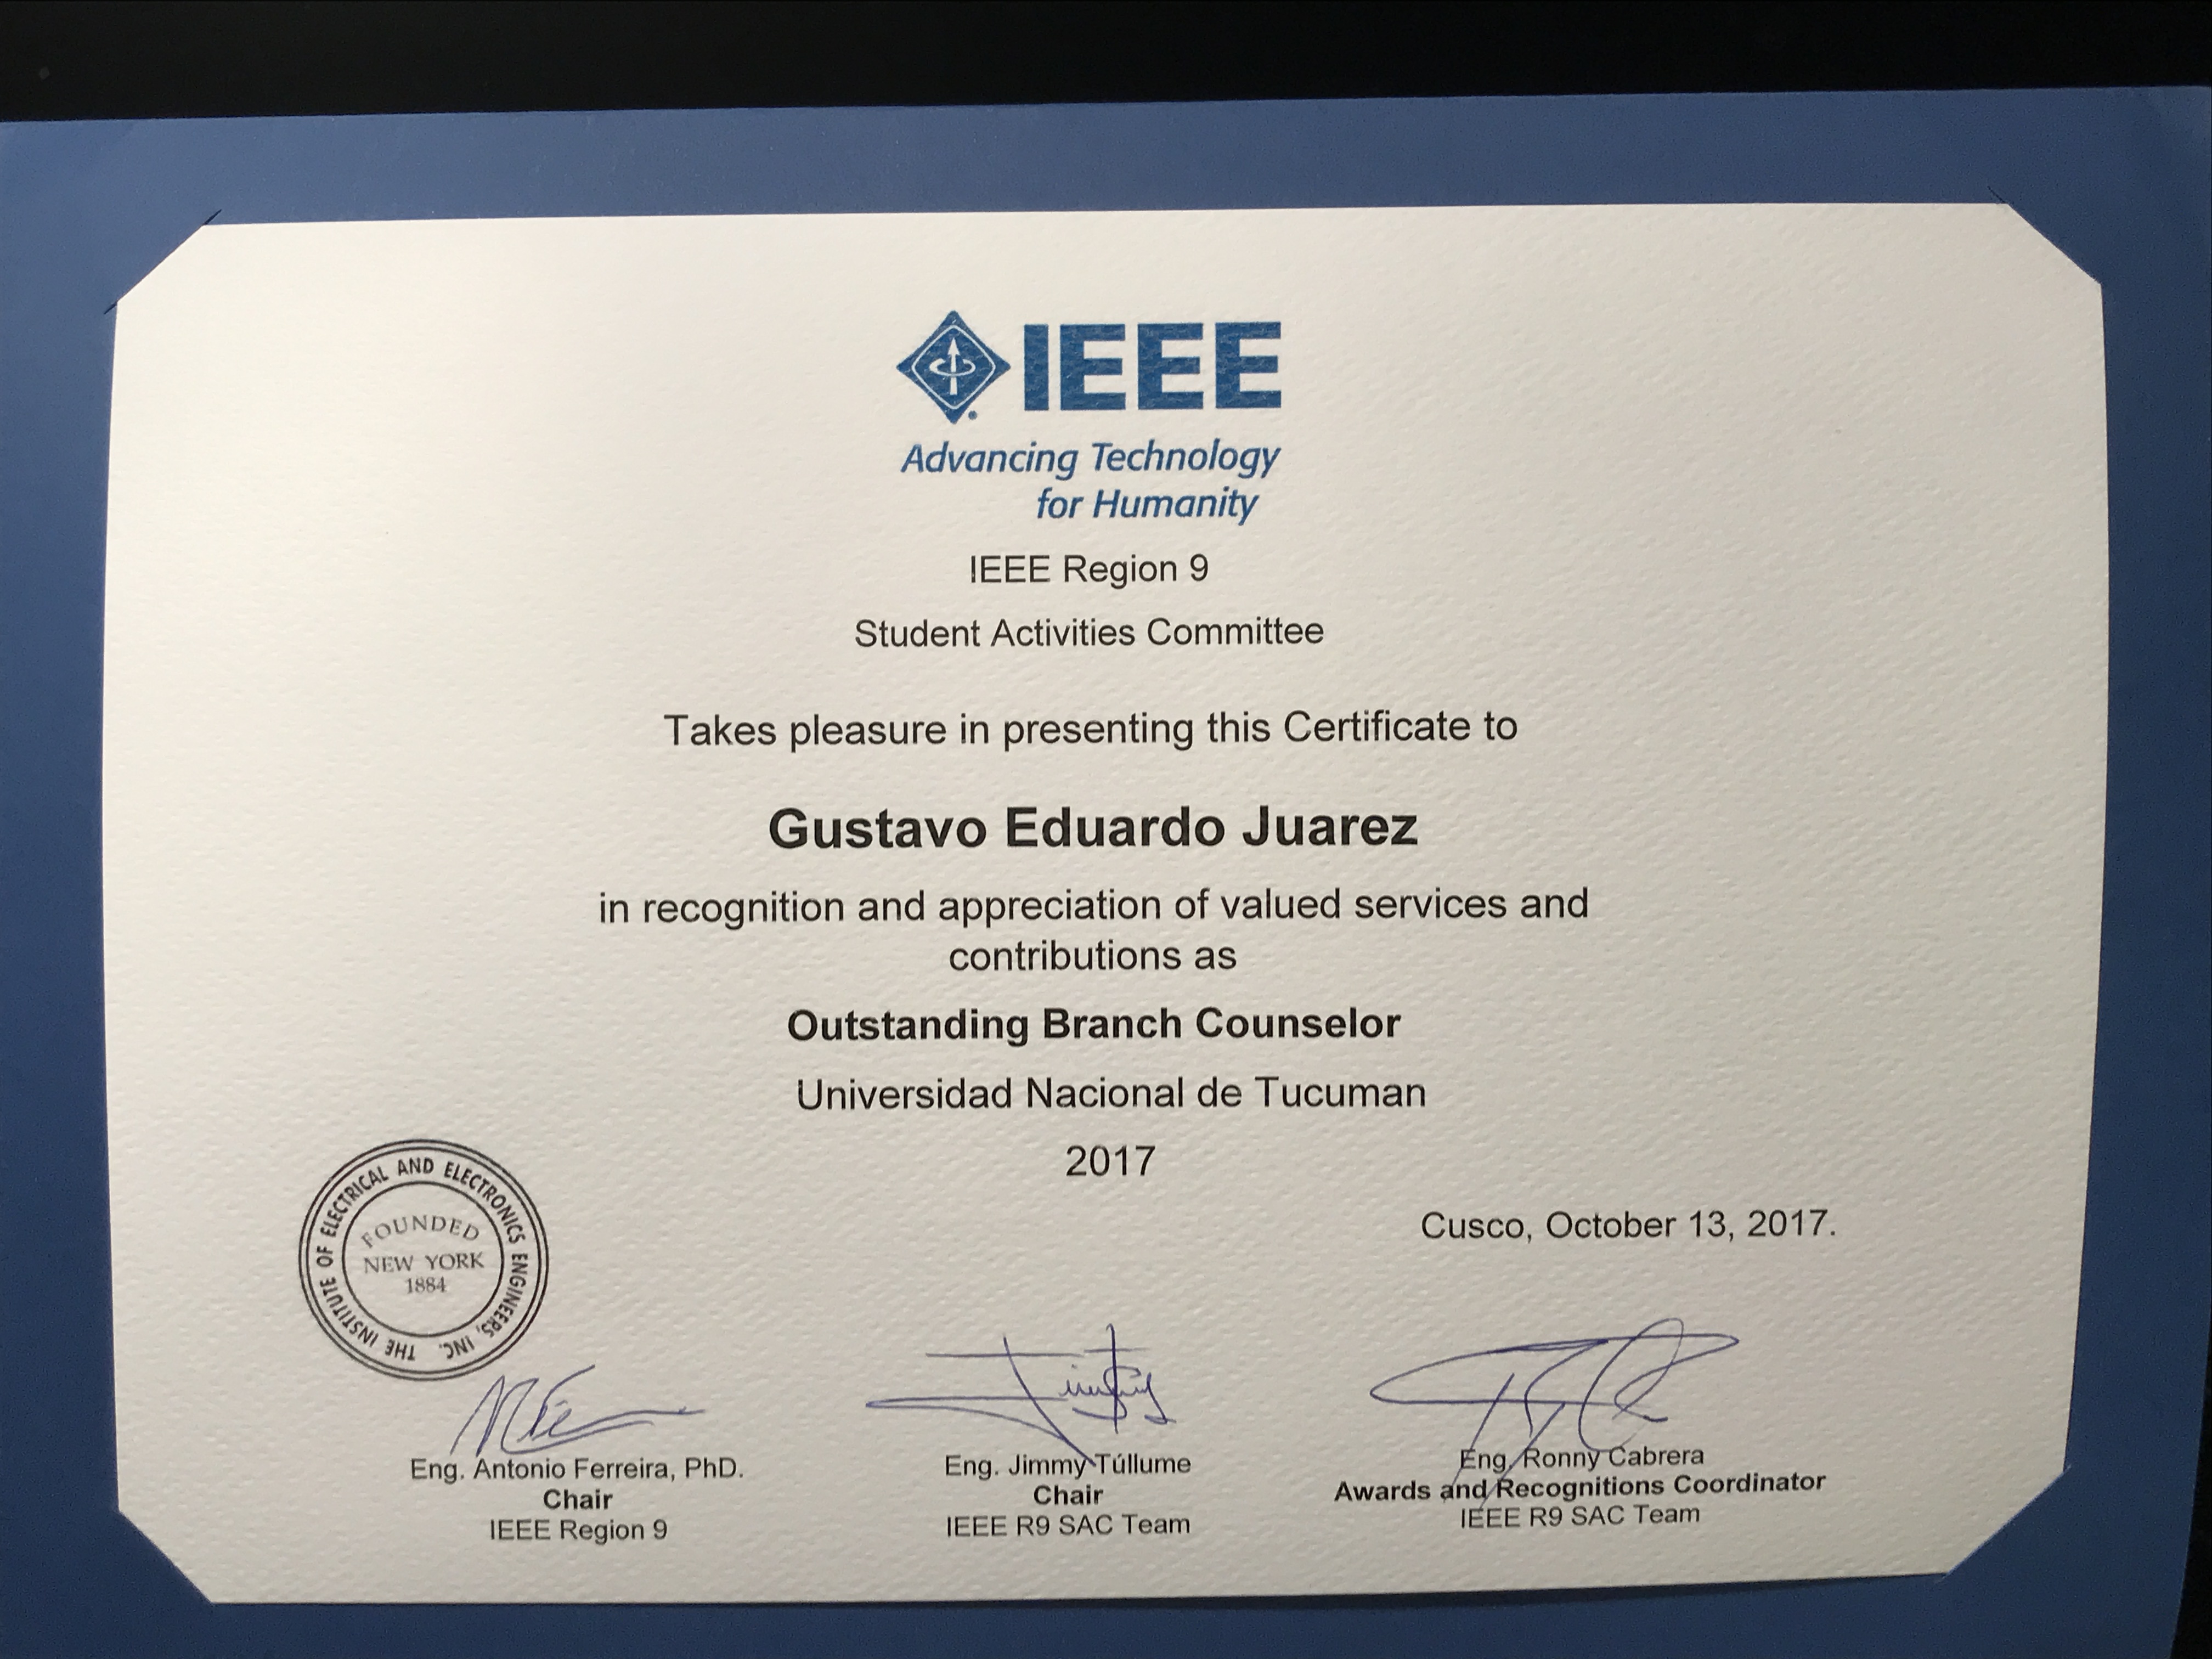 IEEE
Advancing Technology
for Humanity
IEEE Region 9
Student Activities Committee
Takes pleasure in presenting this Certificate to
Gustavo Eduardo Juarez
in recognition and appreciation of valued services and
contributions as
Outstanding Branch Counselor
Universidad Nacional de Tucuman
2017
Cusco, October 13, 2017.
THE INSTITUTE OF ELECTRICAL AND ELECTRONICS ENGINEERS, INC.
FOUNDED
NEW YORK
1884
Eng. Antonio Ferreira, PhD.
Chair
IEEE Region 9
Eng. Jimmy Túllume
Chair
IEEE R9 SAC Team
Eng. Ronny Cabrera
Awards and Recognitions Coordinator
IEEE R9 SAC Team